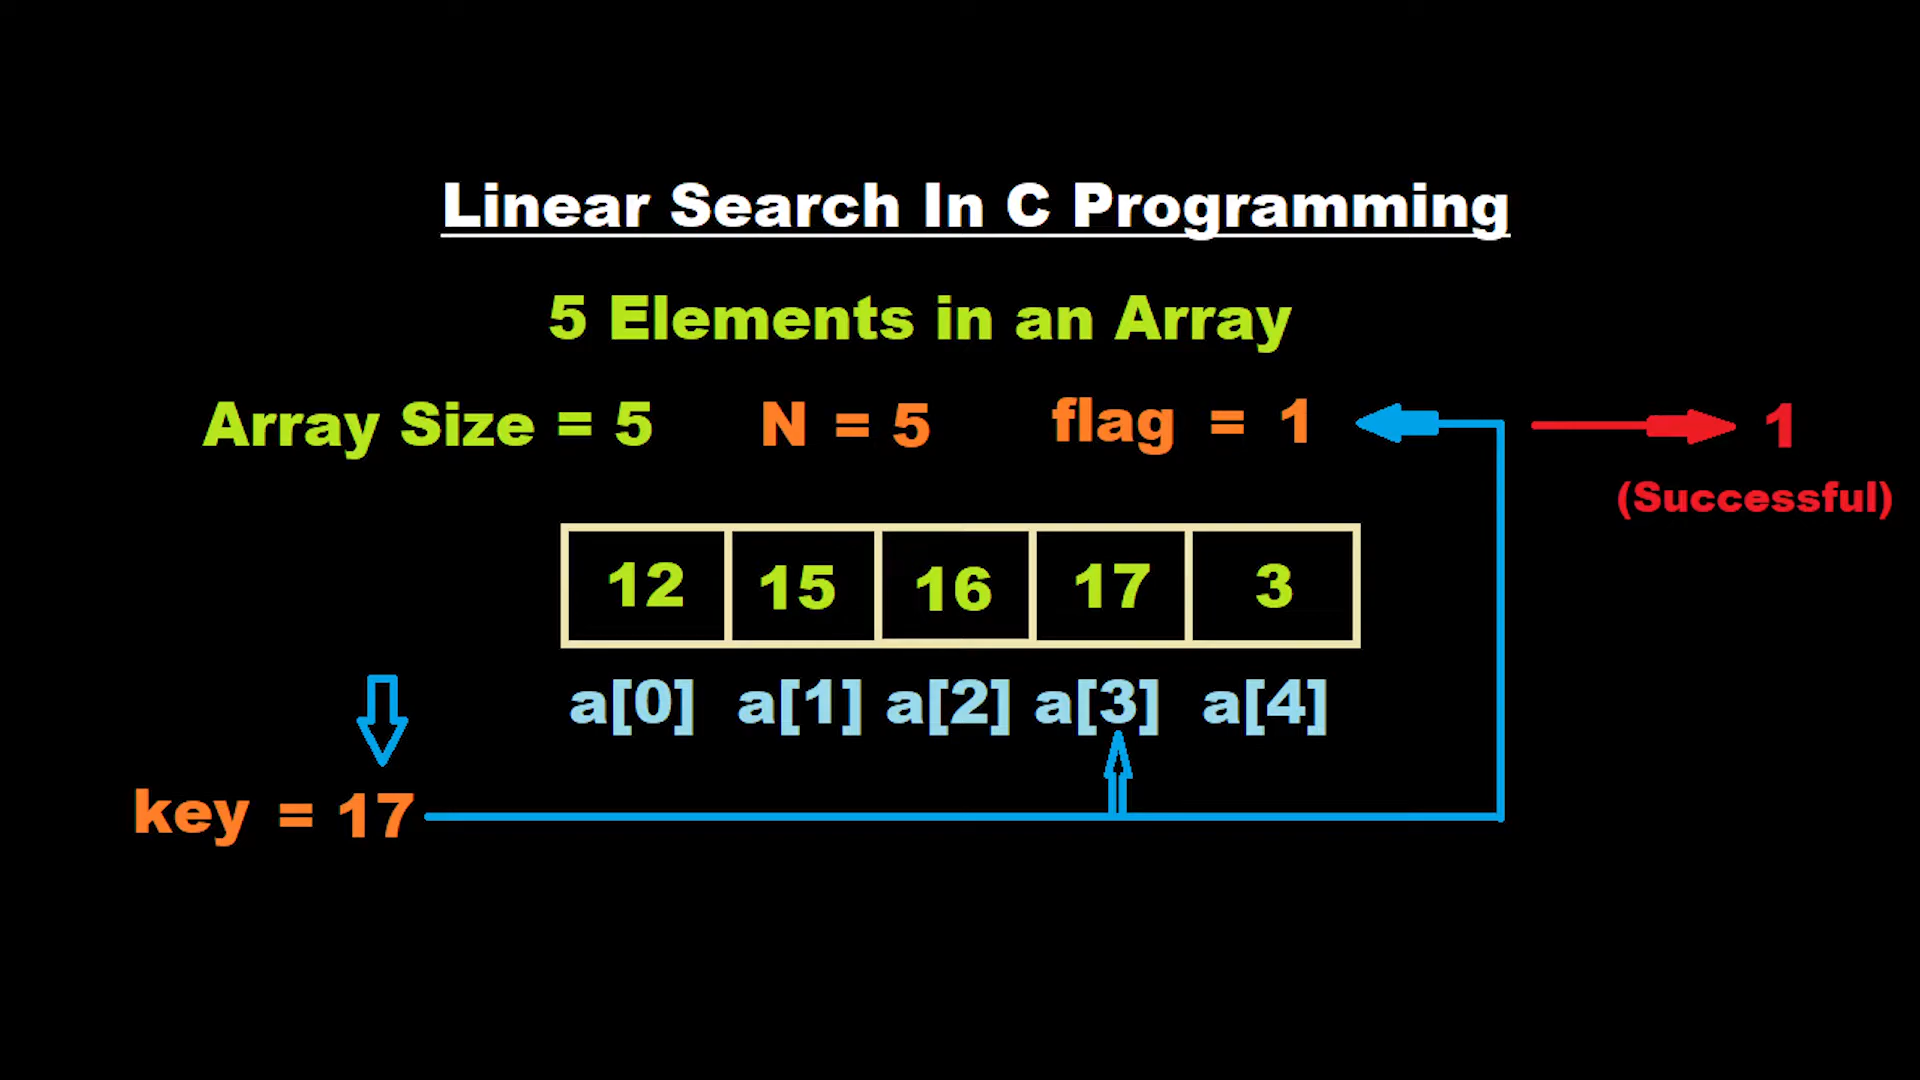 Linear Search In C Programming
5 Elements in an Array
Array Size = 5 N = 5 flag = 1 1
(Successful)
12 15 16 17 3
a[0] a[1] a[2] a[3] a[4]
key = 17